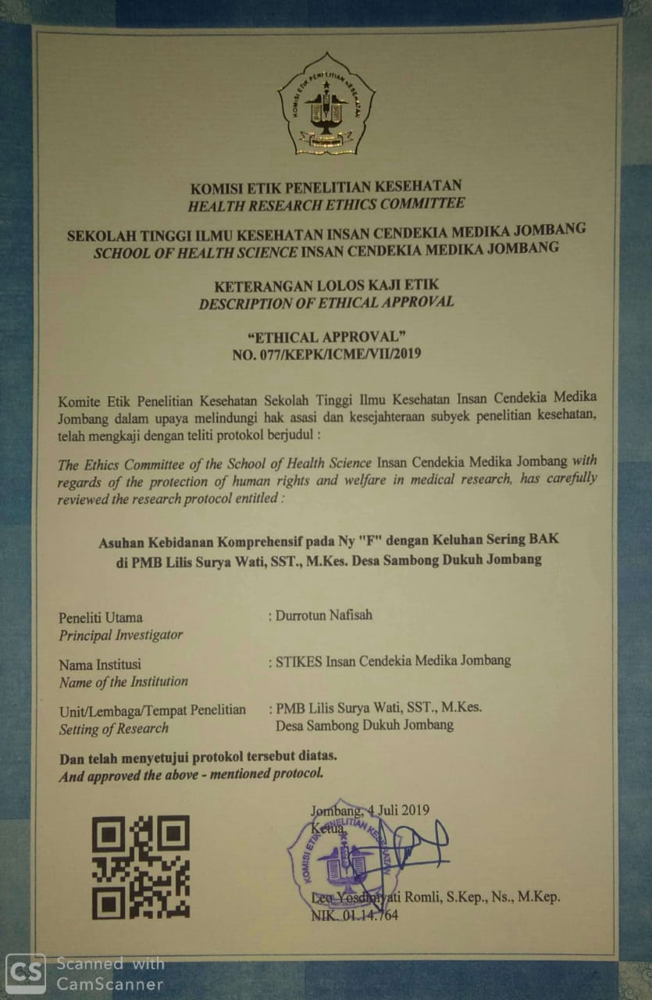 KOMISI ETIK PENELITIAN KESEHATAN
KOMISI ETIK PENELITIAN KESEHATAN
HEALTH RESEARCH ETHICS COMMITTEE
SEKOLAH TINGGI ILMU KESEHATAN INSAN CENDEKIA MEDIKA JOMBANG
SCHOOL OF HEALTH SCIENCE INSAN CENDEKIA MEDIKA JOMBANG
KETERANGAN LOLOS KAJI ETIK
DESCRIPTION OF ETHICAL APPROVAL
“ETHICAL APPROVAL”
NO. 077/KEPK/ICME/VII/2019
Komite Etik Penelitian Kesehatan Sekolah Tinggi Ilmu Kesehatan Insan Cendekia Medika
Jombang dalam upaya melindungi hak asasi dan kesejahteraan subyek penelitian kesehatan,
telah mengkaji dengan teliti protokol berjudul :
The Ethics Committee of the School of Health Science Insan Cendekia Medika Jombang with
regards of the protection of human rights and welfare in medical research, has carefully
reviewed the research protocol entitled :
Asuhan Kebidanan Komprehensif pada Ny "F" dengan Keluhan Sering BAK
di PMB Lilis Surya Wati, SST., M.Kes. Desa Sambong Dukuh Jombang
Peneliti Utama : Durrotun Nafisah
Principal Investigator
Nama Institusi : STIKES Insan Cendekia Medika Jombang
Name of the Institution
Unit/Lembaga/Tempat Penelitian : PMB Lilis Surya Wati, SST., M.Kes.
Setting of Research Desa Sambong Dukuh Jombang
Dan telah menyetujui protokol tersebut diatas.
And approved the above - mentioned protocol.
Jombang, 4 Juli 2019
Ketua,
KOMISI ETIK PENELITIAN KESEHATAN
Leo Yosdimyati Romli, S.Kep., Ns., M.Kep.
NIK. 01.14.764
CS Scanned with
CamScanner